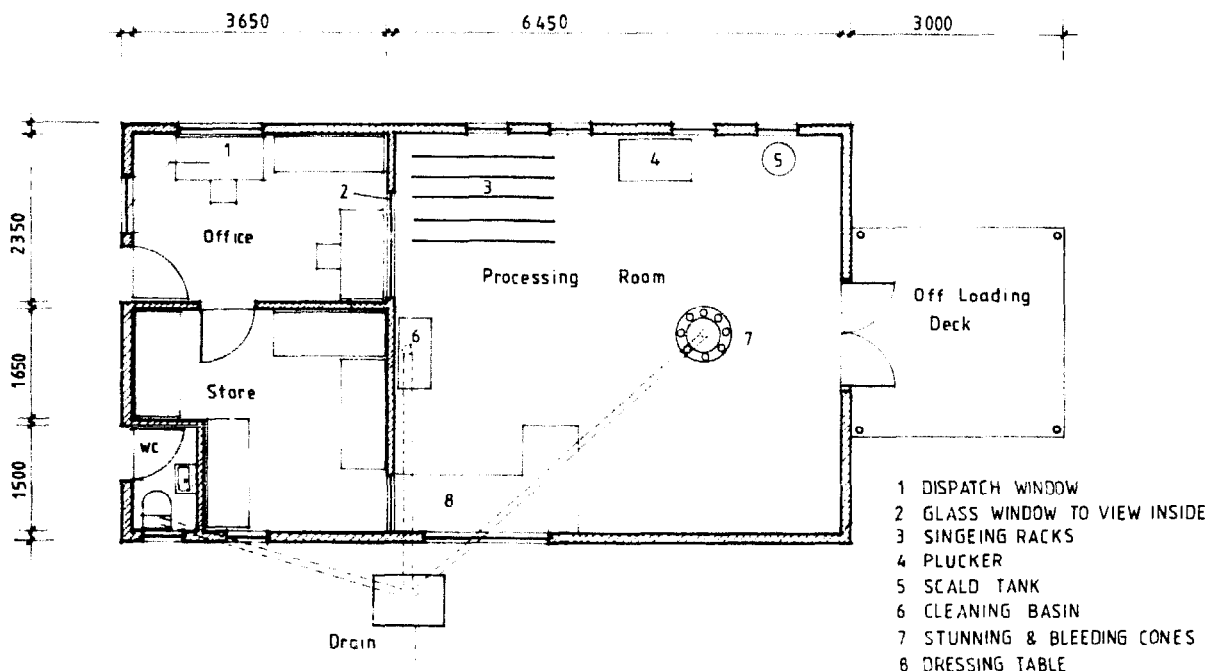 3650 6450 3000
2350
1650
1500
1
2
3
4
5
Office
Processing Room
Off Loading
Deck
6
7
Store
WC
8
Drain
1 DISPATCH WINDOW
2 GLASS WINDOW TO VIEW INSIDE
3 SINGEING RACKS
4 PLUCKER
5 SCALD TANK
6 CLEANING BASIN
7 STUNNING & BLEEDING CONES
8 DRESSING TABLE